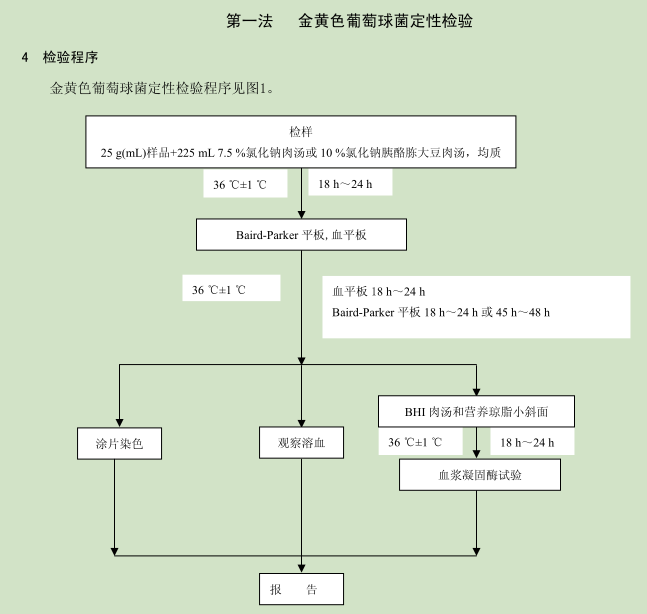 第一法 金黄色葡萄球菌定性检验
4 检验程序
金黄色葡萄球菌定性检验程序见图1。
检样
25 g(mL)样品+225 mL 7.5 %氯化钠肉汤或 10 %氯化钠胰酪胨大豆肉汤，均质
36 ℃±1 ℃ 18 h～24 h
Baird-Parker 平板,血平板
36 ℃±1 ℃
血平板 18 h～24 h
Baird-Parker 平板 18 h～24 h 或 45 h～48 h
BHI 肉汤和营养琼脂小斜面
涂片染色 观察溶血
36 ℃±1 ℃ 18 h～24 h
血浆凝固酶试验
报 告